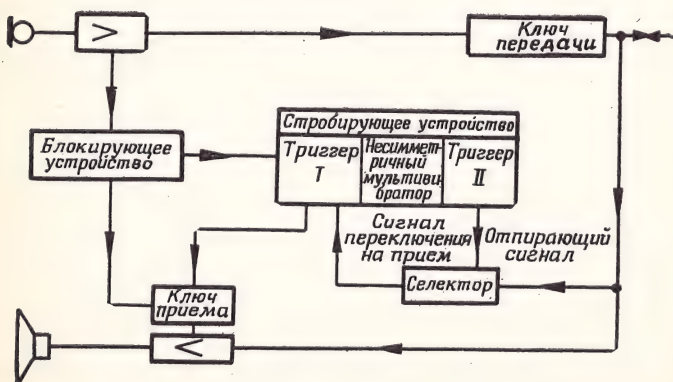 >
Ключ
передачи
Блокирующее
устройство
Стробирующее устройство
Триггер
I
Несиммет-
ричный
мультиви-
братор
Триггер
II
Сигнал
переключения
на прием
Отпирающий
сигнал
Селектор
Ключ
приема
<